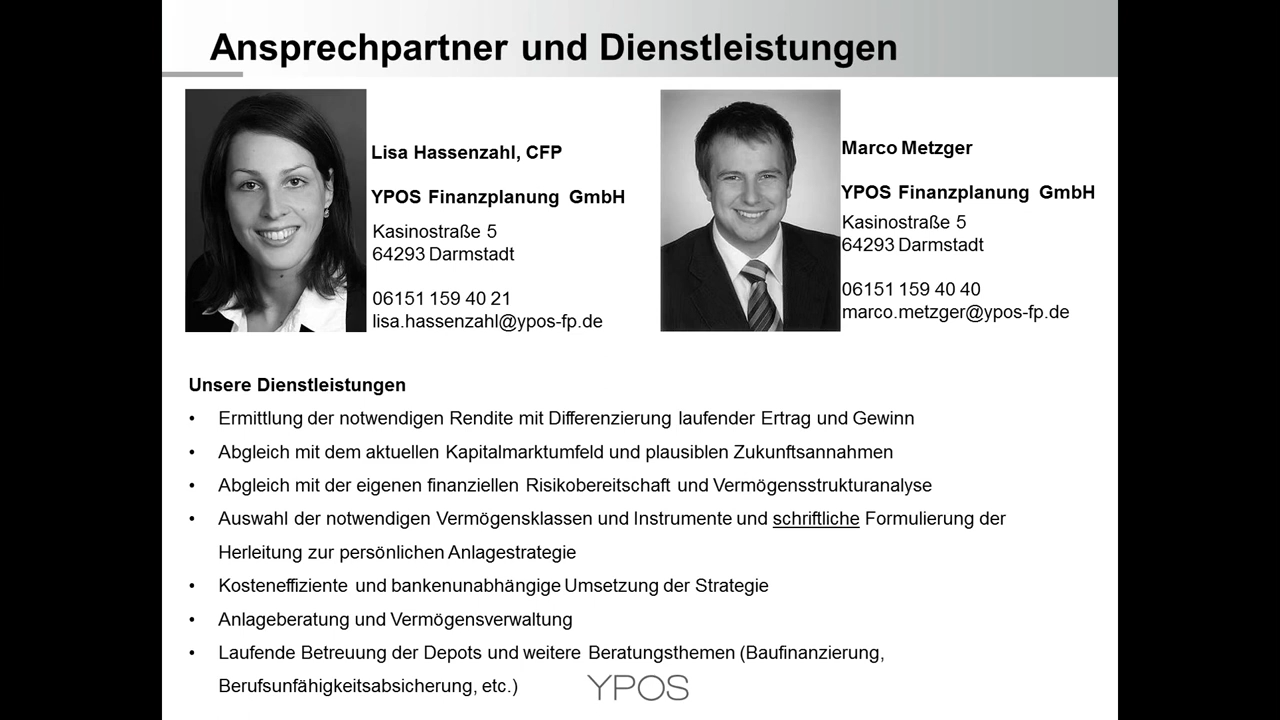 Ansprechpartner und Dienstleistungen
Lisa Hassenzahl, CFP
YPOS Finanzplanung GmbH
Kasinostraße 5
64293 Darmstadt
06151 159 40 21
lisa.hassenzahl@ypos-fp.de
Marco Metzger
YPOS Finanzplanung GmbH
Kasinostraße 5
64293 Darmstadt
06151 159 40 40
marco.metzger@ypos-fp.de
Unsere Dienstleistungen
• Ermittlung der notwendigen Rendite mit Differenzierung laufender Ertrag und Gewinn
• Abgleich mit dem aktuellen Kapitalmarktumfeld und plausiblen Zukunftsannahmen
• Abgleich mit der eigenen finanziellen Risikobereitschaft und Vermögensstrukturanalyse
• Auswahl der notwendigen Vermögensklassen und Instrumente und schriftliche Formulierung der
Herleitung zur persönlichen Anlagestrategie
• Kosteneffiziente und bankenunabhängige Umsetzung der Strategie
• Anlageberatung und Vermögensverwaltung
• Laufende Betreuung der Depots und weitere Beratungsthemen (Baufinanzierung,
Berufsunfähigkeitsabsicherung, etc.)
YPOS